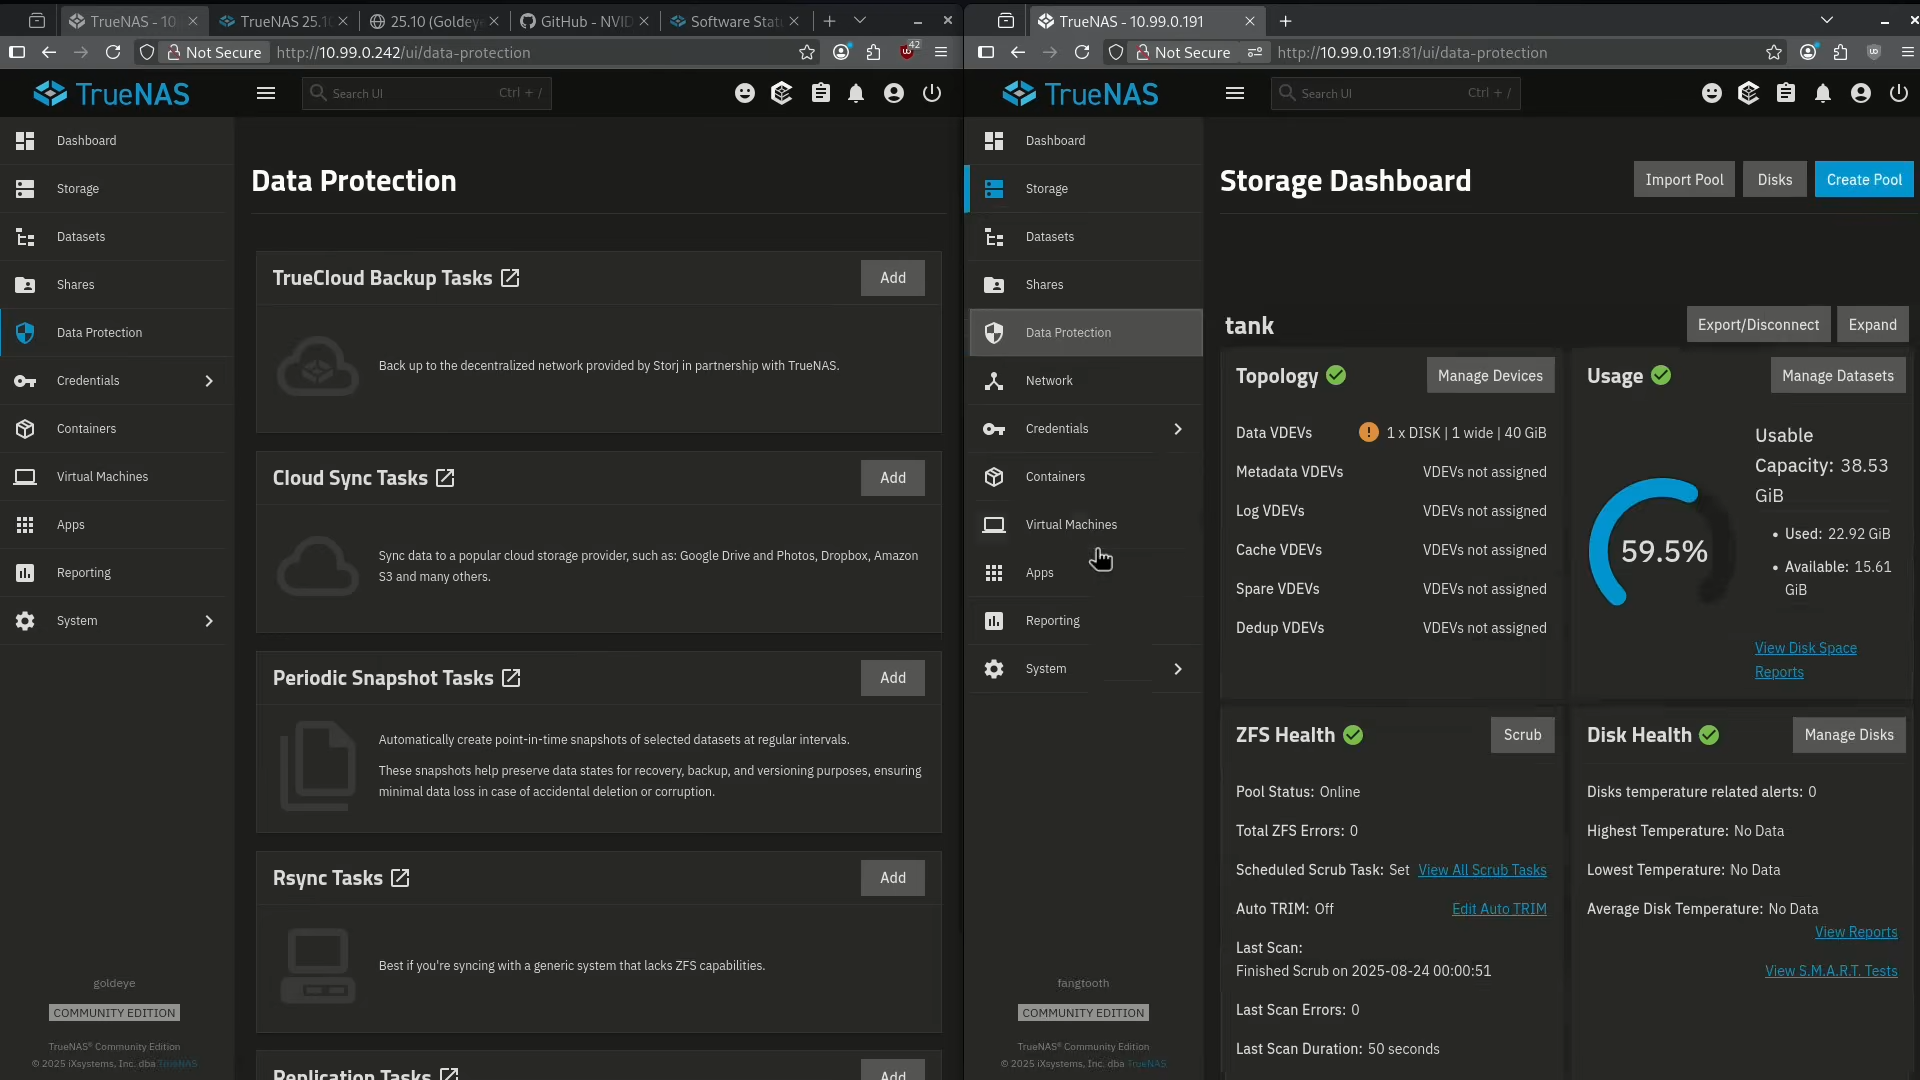 TrueNAS - 10
TrueNAS 25.10
25.10 (Goldeye
GitHub - NVID
Software Stat
Not Secure
http://10.99.0.242/ui/data-protection
42
TrueNAS
Search UI
Ctrl + /
Dashboard
Storage
Datasets
Shares
Data Protection
Credentials
Containers
Virtual Machines
Apps
Reporting
System
goldeye
COMMUNITY EDITION
TrueNAS® Community Edition
© 2025 iXsystems, Inc. dba TrueNAS
Data Protection
TrueCloud Backup Tasks
Add
Back up to the decentralized network provided by Storj in partnership with TrueNAS.
Cloud Sync Tasks
Add
Sync data to a popular cloud storage provider, such as: Google Drive and Photos, Dropbox, Amazon
S3 and many others.
Periodic Snapshot Tasks
Add
Automatically create point-in-time snapshots of selected datasets at regular intervals.
These snapshots help preserve data states for recovery, backup, and versioning purposes, ensuring
minimal data loss in case of accidental deletion or corruption.
Rsync Tasks
Add
Best if you're syncing with a generic system that lacks ZFS capabilities.
Replication Tasks
Add
TrueNAS - 10.99.0.191
Not Secure
http://10.99.0.191:81/ui/data-protection
TrueNAS
Search UI
Ctrl + /
Dashboard
Storage
Datasets
Shares
Data Protection
Network
Credentials
Containers
Virtual Machines
Apps
Reporting
System
fangtooth
COMMUNITY EDITION
TrueNAS® Community Edition
© 2025 iXsystems, Inc. dba TrueNAS
Storage Dashboard
Import Pool
Disks
Create Pool
tank
Export/Disconnect
Expand
Topology
Manage Devices
Data VDEVs
1 x DISK | 1 wide | 40 GiB
Metadata VDEVs
VDEVs not assigned
Log VDEVs
VDEVs not assigned
Cache VDEVs
VDEVs not assigned
Spare VDEVs
VDEVs not assigned
Dedup VDEVs
VDEVs not assigned
Usage
Manage Datasets
59.5%
Usable
Capacity: 38.53
GiB
• Used: 22.92 GiB
• Available: 15.61
GiB
View Disk Space
Reports
ZFS Health
Scrub
Pool Status: Online
Total ZFS Errors: 0
Scheduled Scrub Task: Set
View All Scrub Tasks
Auto TRIM: Off
Edit Auto TRIM
Last Scan:
Finished Scrub on 2025-08-24 00:00:51
Last Scan Errors: 0
Last Scan Duration: 50 seconds
Disk Health
Manage Disks
Disks temperature related alerts: 0
Highest Temperature: No Data
Lowest Temperature: No Data
Average Disk Temperature: No Data
View Reports
View S.M.A.R.T. Tests